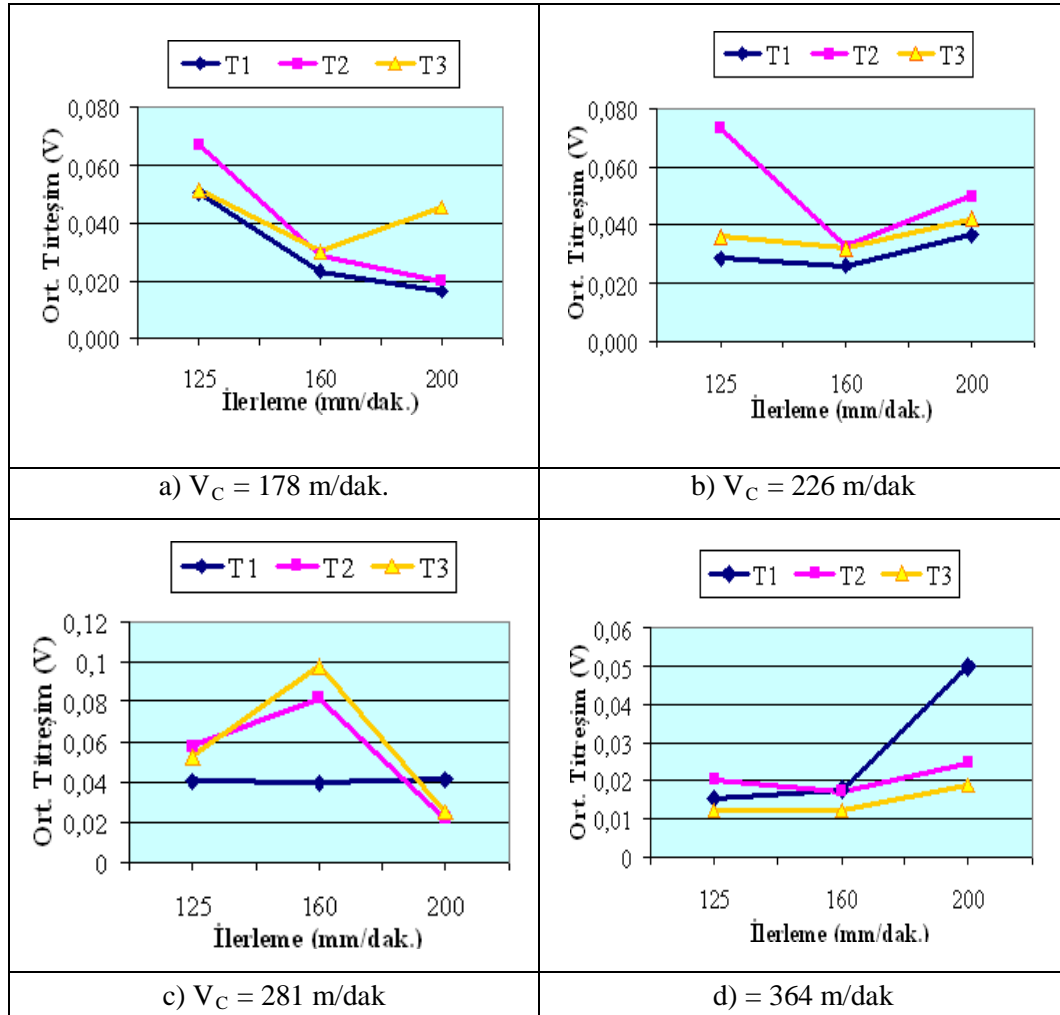 T1 T2 T3
0,080
0,060
0,040
0,020
0,000
Ort. Tirteşim (V)
125 160 200
İlerleme (mm/dak.)
a) VC = 178 m/dak.
T1 T2 T3
0,080
0,060
0,040
0,020
0,000
Ort. Titreşim (V)
125 160 200
İlerleme (mm/dak.)
b) VC = 226 m/dak
T1 T2 T3
0,12
0,1
0,08
0,06
0,04
0,02
0
Ort. Titreşim (V)
125 160 200
İlerleme (mm/dak.)
c) VC = 281 m/dak
T1 T2 T3
0,06
0,05
0,04
0,03
0,02
0,01
0
Ort. Titreşim (V)
125 160 200
İlerleme (mm/dak.)
d) = 364 m/dak